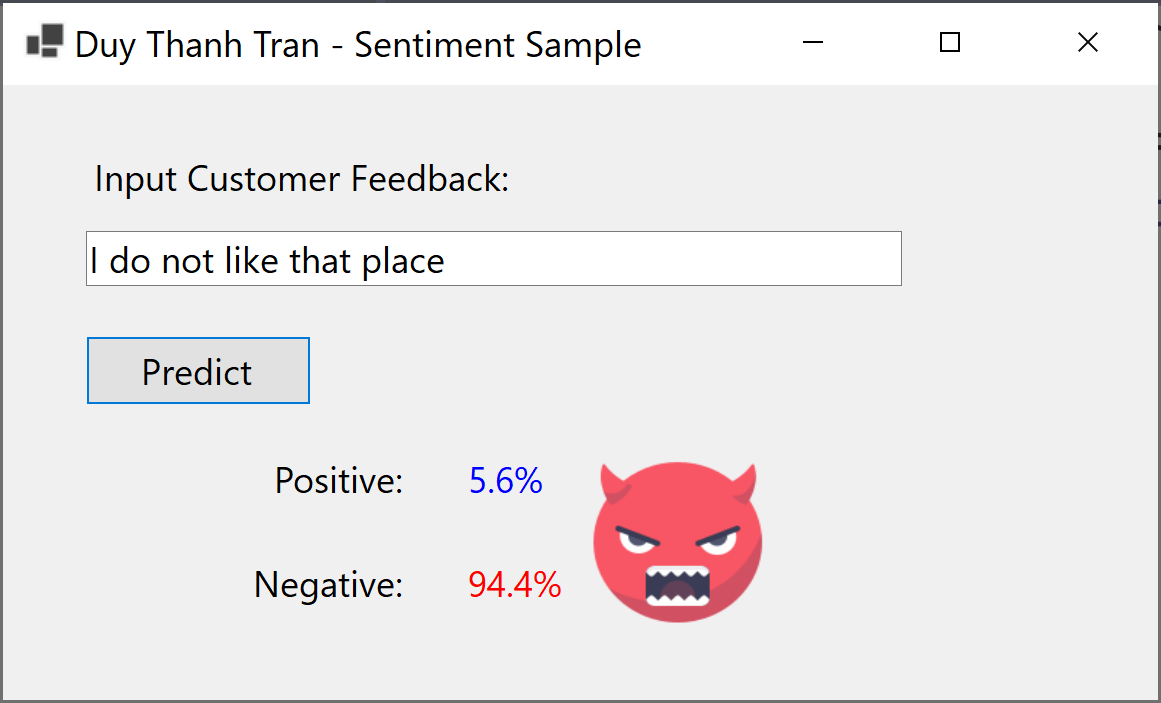 Duy Thanh Tran - Sentiment Sample
Input Customer Feedback:
I do not like that place
Predict
Positive: 5.6%
Negative: 94.4%